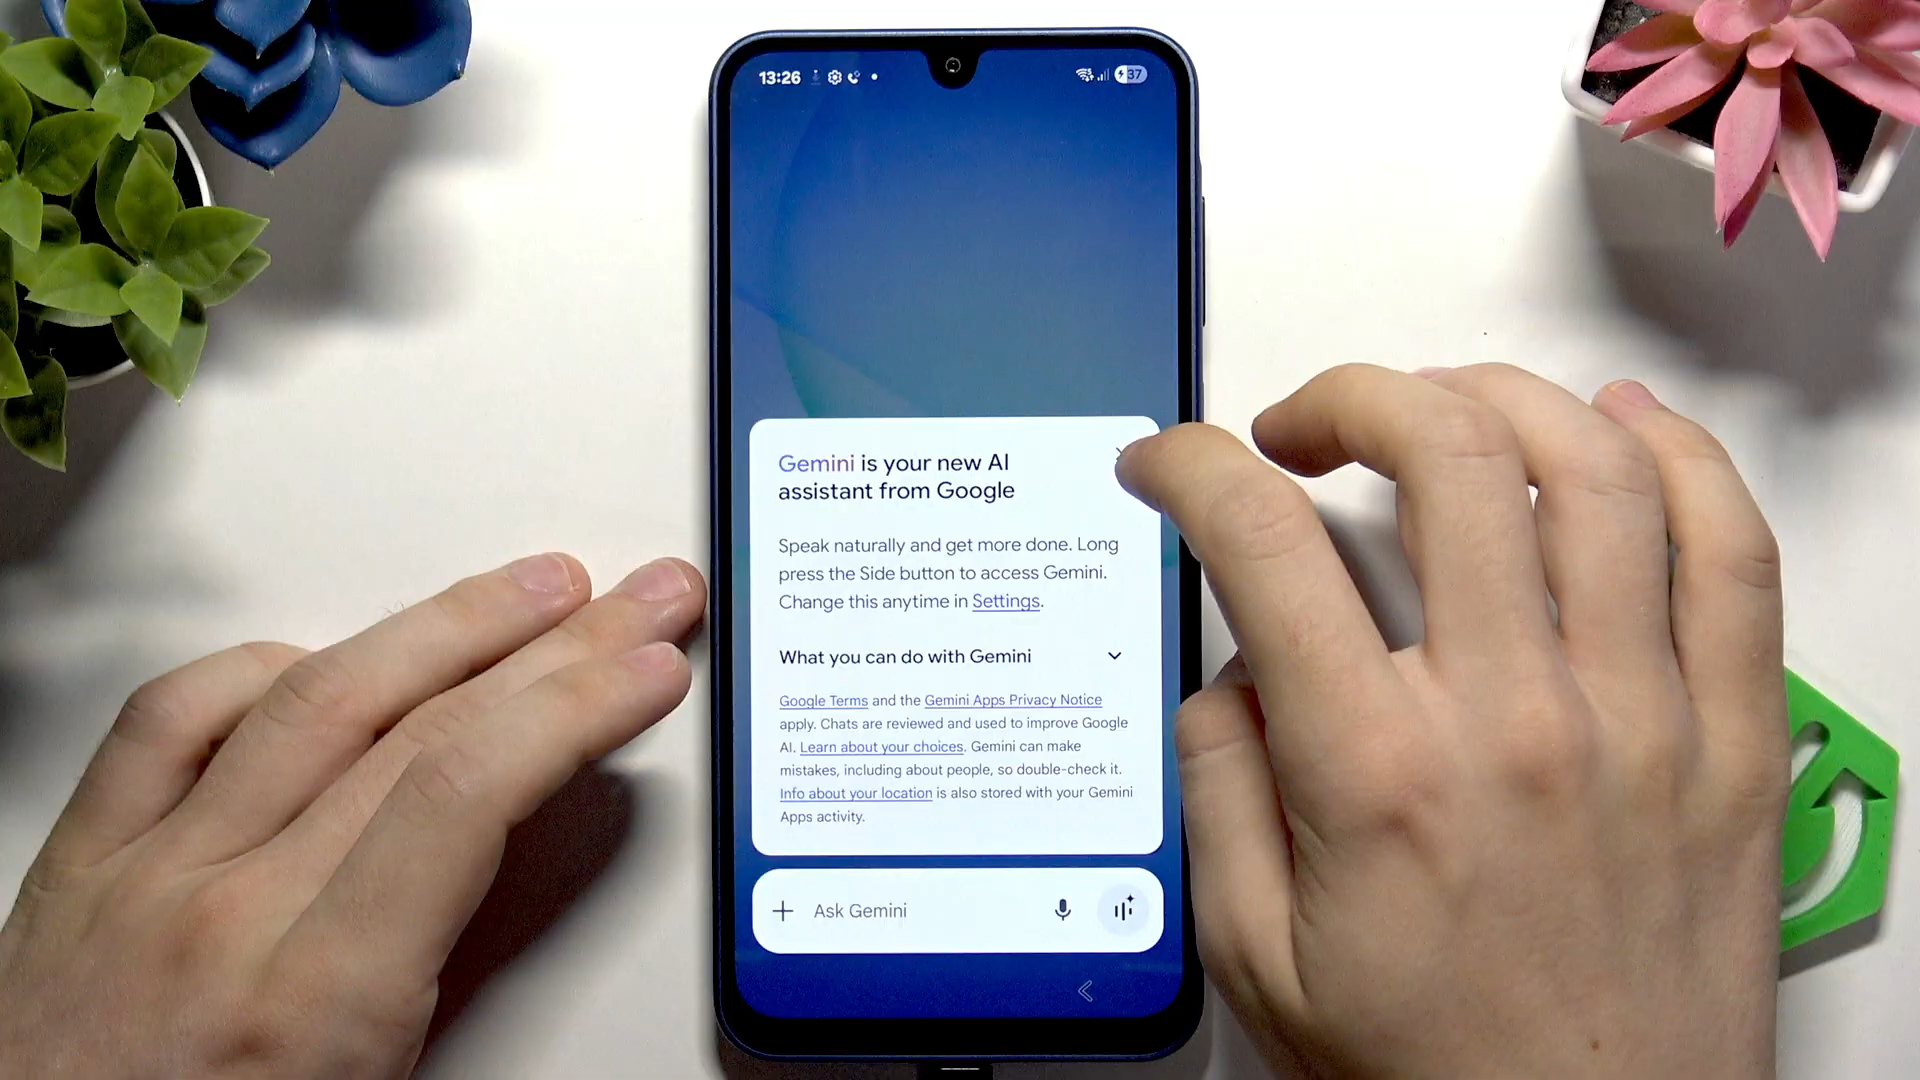 13:26
37
Gemini is your new AI
assistant from Google
Speak naturally and get more done. Long
press the Side button to access Gemini.
Change this anytime in Settings.
What you can do with Gemini
Google Terms and the Gemini Apps Privacy Notice
apply. Chats are reviewed and used to improve Google
AI. Learn about your choices. Gemini can make
mistakes, including about people, so double-check it.
Info about your location is also stored with your Gemini
Apps activity.
Ask Gemini